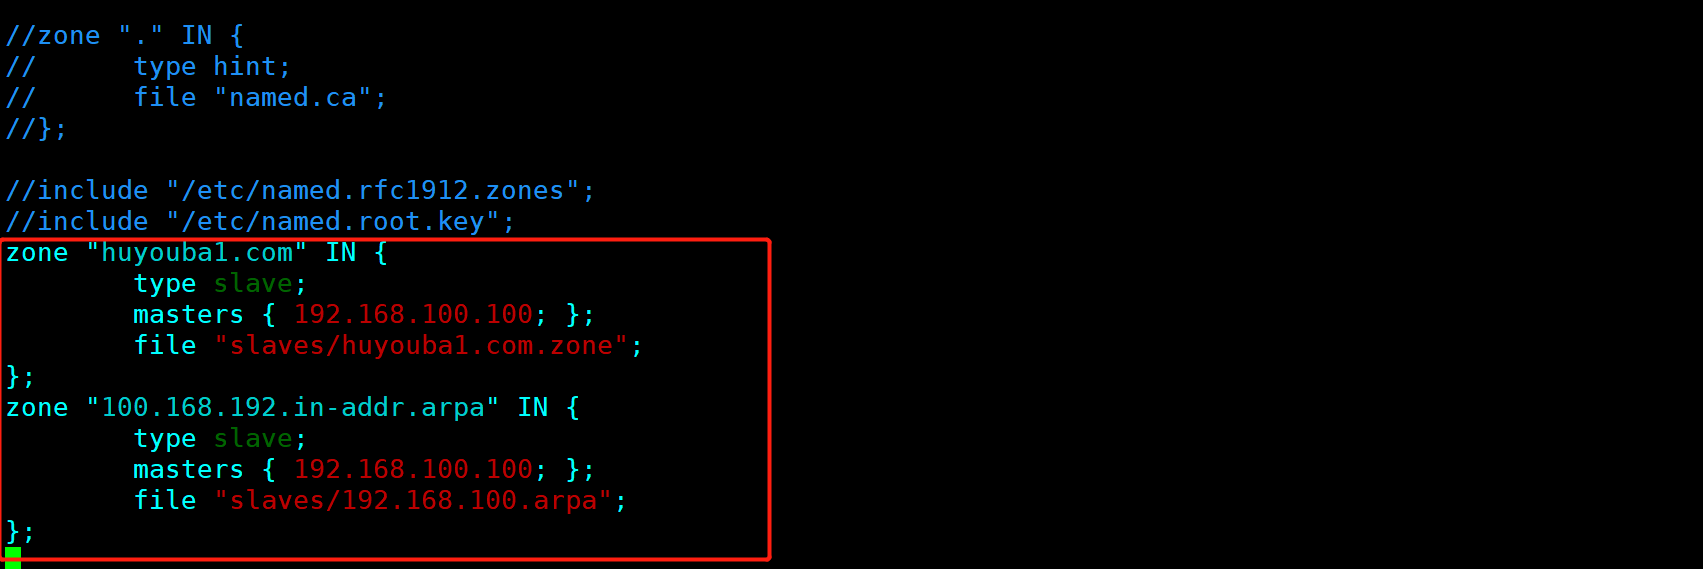 //zone "." IN {
//      type hint;
//      file "named.ca";
//};
//include "/etc/named.rfc1912.zones";
//include "/etc/named.root.key";
zone "huyouba1.com" IN {
        type slave;
        masters { 192.168.100.100; };
        file "slaves/huyouba1.com.zone";
};
zone "100.168.192.in-addr.arpa" IN {
        type slave;
        masters { 192.168.100.100; };
        file "slaves/192.168.100.arpa";
};